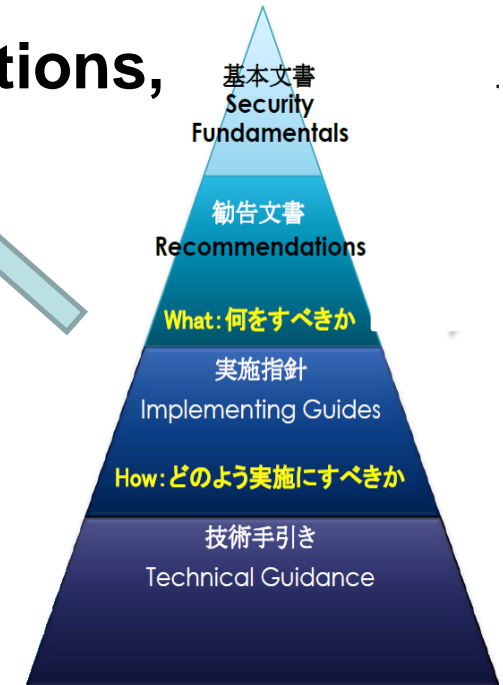 tions,
基本文書
Security
Fundamentals
勧告文書
Recommendations
What:何をすべきか
実施指針
Implementing Guides
How:どのよう実施にすべきか
技術手引き
Technical Guidance